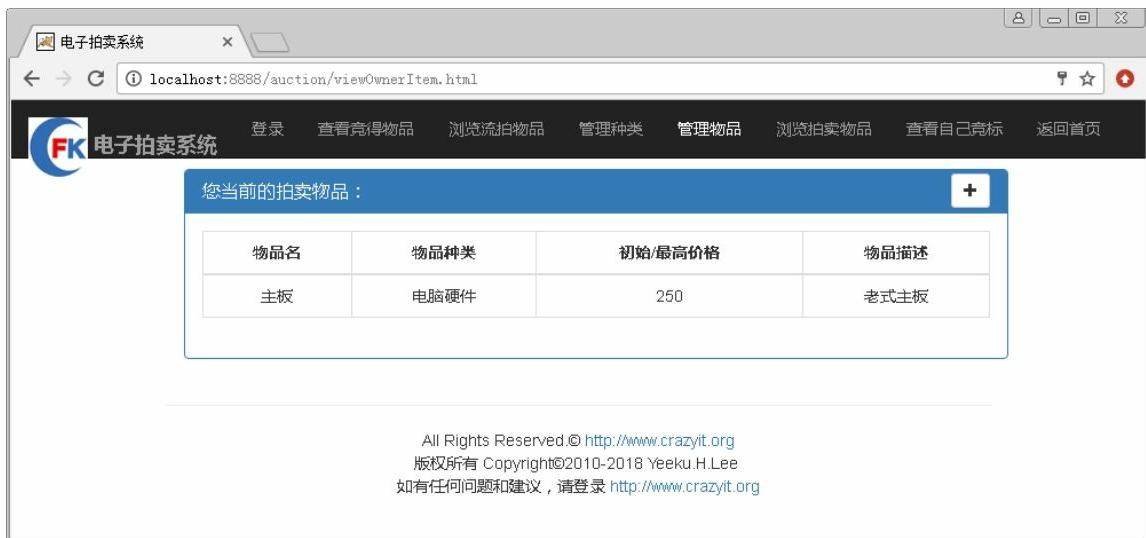 电子拍卖系统
localhost:8888/auction/viewOwnerItem.html
FK 电子拍卖系统 登录 查看竞得物品 浏览流拍物品 管理种类 管理物品 浏览拍卖物品 查看自己竞标 返回首页
您当前的拍卖物品：
物品名 物品种类 初始/最高价格 物品描述
主板 电脑硬件 250 老式主板
All Rights Reserved.© http://www.crazyit.org
版权所有 Copyright©2010-2018 Yeeku.H.Lee
如有任何问题和建议，请登录 http://www.crazyit.org